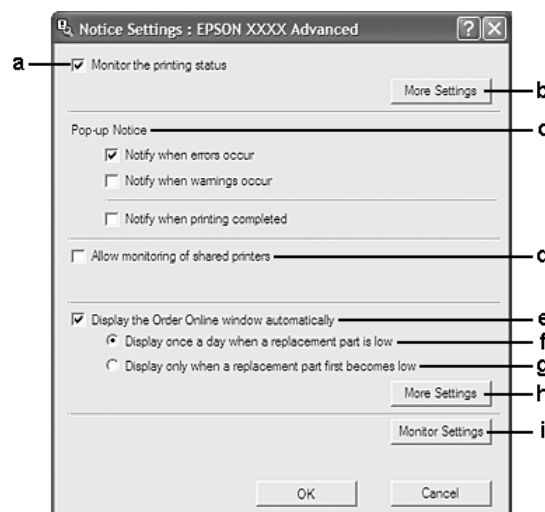 Notice Settings : EPSON XXXX Advanced
a
Monitor the printing status
More Settings
b
Pop-up Notice
c
Notify when errors occur
Notify when warnings occur
Notify when printing completed
Allow monitoring of shared printers
d
Display the Order Online window automatically
e
Display once a day when a replacement part is low
f
Display only when a replacement part first becomes low
g
More Settings
h
Monitor Settings
i
OK
Cancel